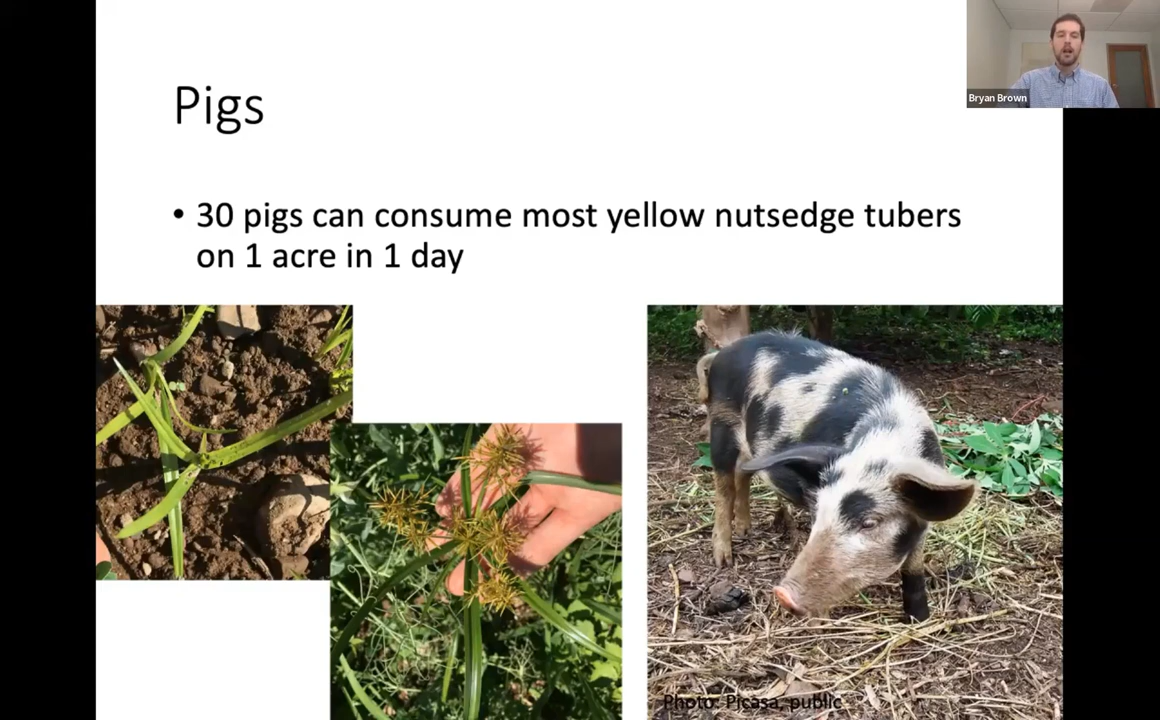 Pigs
Bryan Brown
• 30 pigs can consume most yellow nutsedge tubers
on 1 acre in 1 day
Photo: Picasa, public